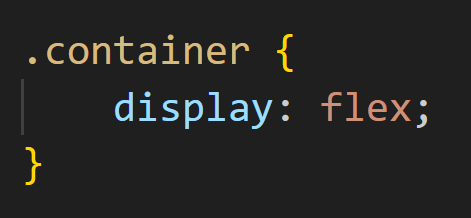 .container {
    display: flex;
}